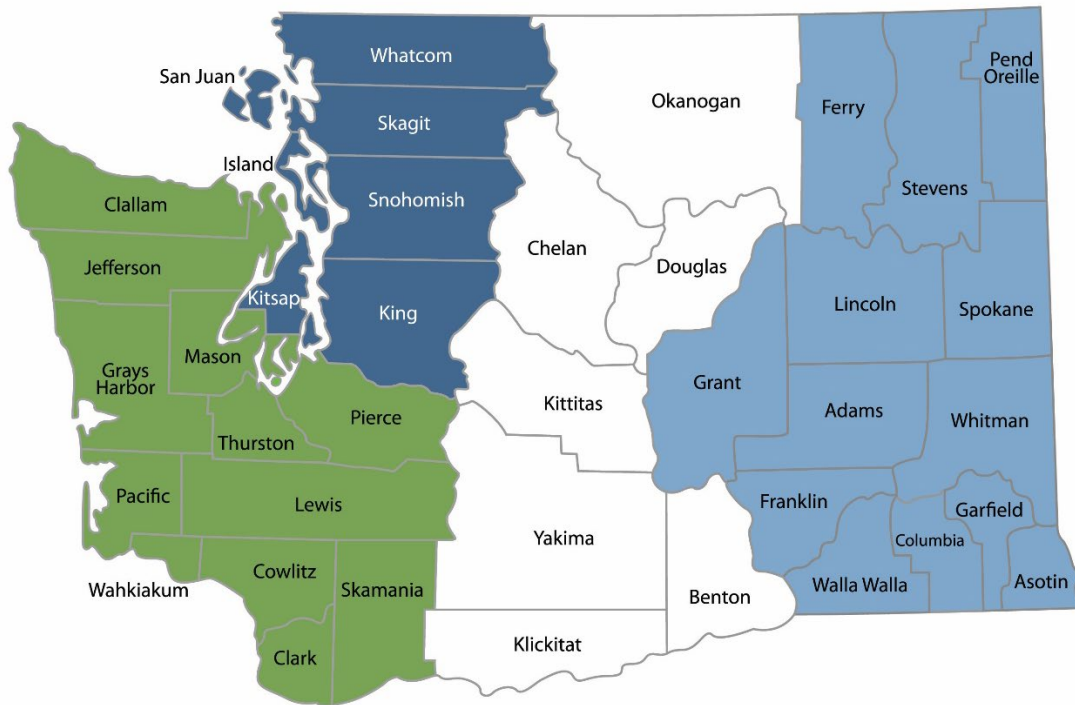 Whatcom
San Juan
Skagit
Island
Snohomish
Clallam
Jefferson
Kitsap
King
Mason
Grays
Harbor
Thurston
Pierce
Pacific
Lewis
Wahkiakum
Cowlitz
Skamania
Clark
Okanogan
Chelan
Douglas
Kittitas
Yakima
Benton
Klickitat
Ferry
Stevens
Pend
Oreille
Lincoln
Spokane
Grant
Adams
Whitman
Franklin
Garfield
Columbia
Walla Walla
Asotin